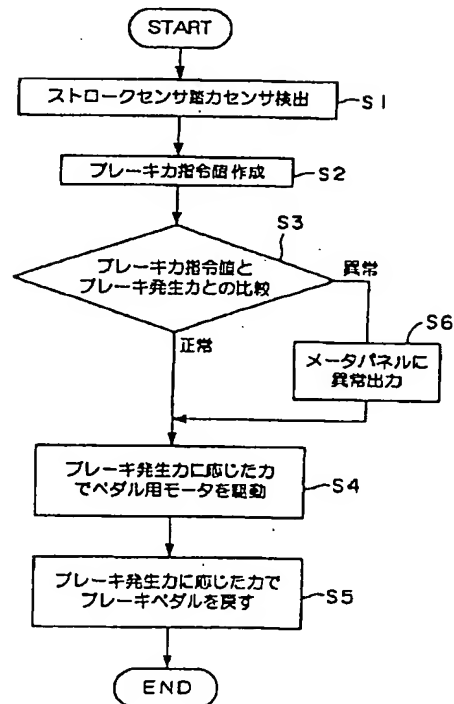 START
ストロークセンサ踏力センサ検出
S1
ブレーキ力指令値作成
S2
S3
ブレーキ力指令値と
ブレーキ発生力との比較
異常
正常
S6
メータパネルに
異常出力
ブレーキ発生力に応じた力
でペダル用モータを駆動
S4
ブレーキ発生力に応じた力で
ブレーキペダルを戻す
S5
END